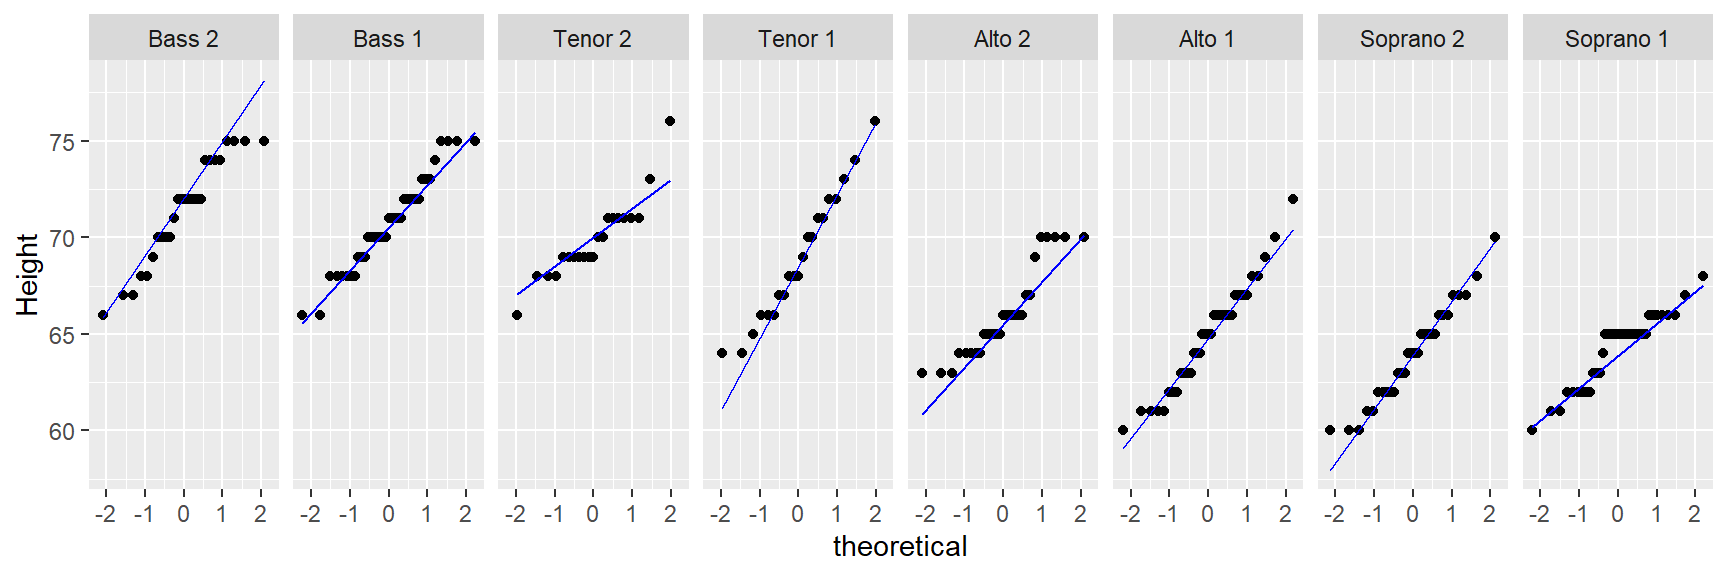 Bass 2 Bass 1 Tenor 2 Tenor 1 Alto 2 Alto 1 Soprano 2 Soprano 1
75
70
65
60
Height
-2 -1 0 1 2 -2 -1 0 1 2 -2 -1 0 1 2 -2 -1 0 1 2 -2 -1 0 1 2 -2 -1 0 1 2 -2 -1 0 1 2 -2 -1 0 1 2
theoretical